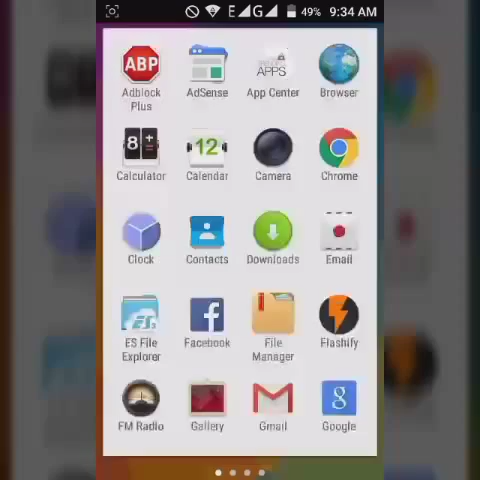 E G 49% 9:34 AM
ABP
APPS
Adblock Plus
AdSense
App Center
Browser
8 +
12
Calculator
Calendar
Camera
Chrome
Clock
Contacts
Downloads
Email
ES
f
ES File Explorer
Facebook
File Manager
Flashify
g
FM Radio
Gallery
Gmail
Google